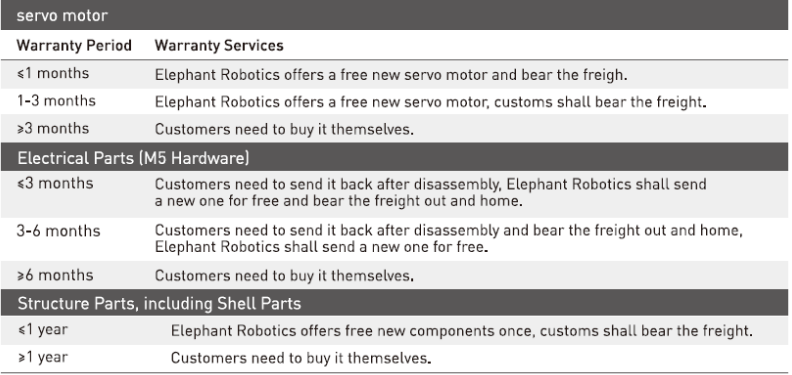 servo motor
Warranty Period Warranty Services
≤1 months Elephant Robotics offers a free new servo motor and bear the freigh.
1-3 months Elephant Robotics offers a free new servo motor, customs shall bear the freight.
≥3 months Customers need to buy it themselves.
Electrical Parts (M5 Hardware)
≤3 months Customers need to send it back after disassembly, Elephant Robotics shall send
a new one for free and bear the freight out and home.
3-6 months Customers need to send it back after disassembly and bear the freight out and home,
Elephant Robotics shall send a new one for free.
≥6 months Customers need to buy it themselves.
Structure Parts, including Shell Parts
≤1 year Elephant Robotics offers free new components once, customs shall bear the freight.
≥1 year Customers need to buy it themselves.